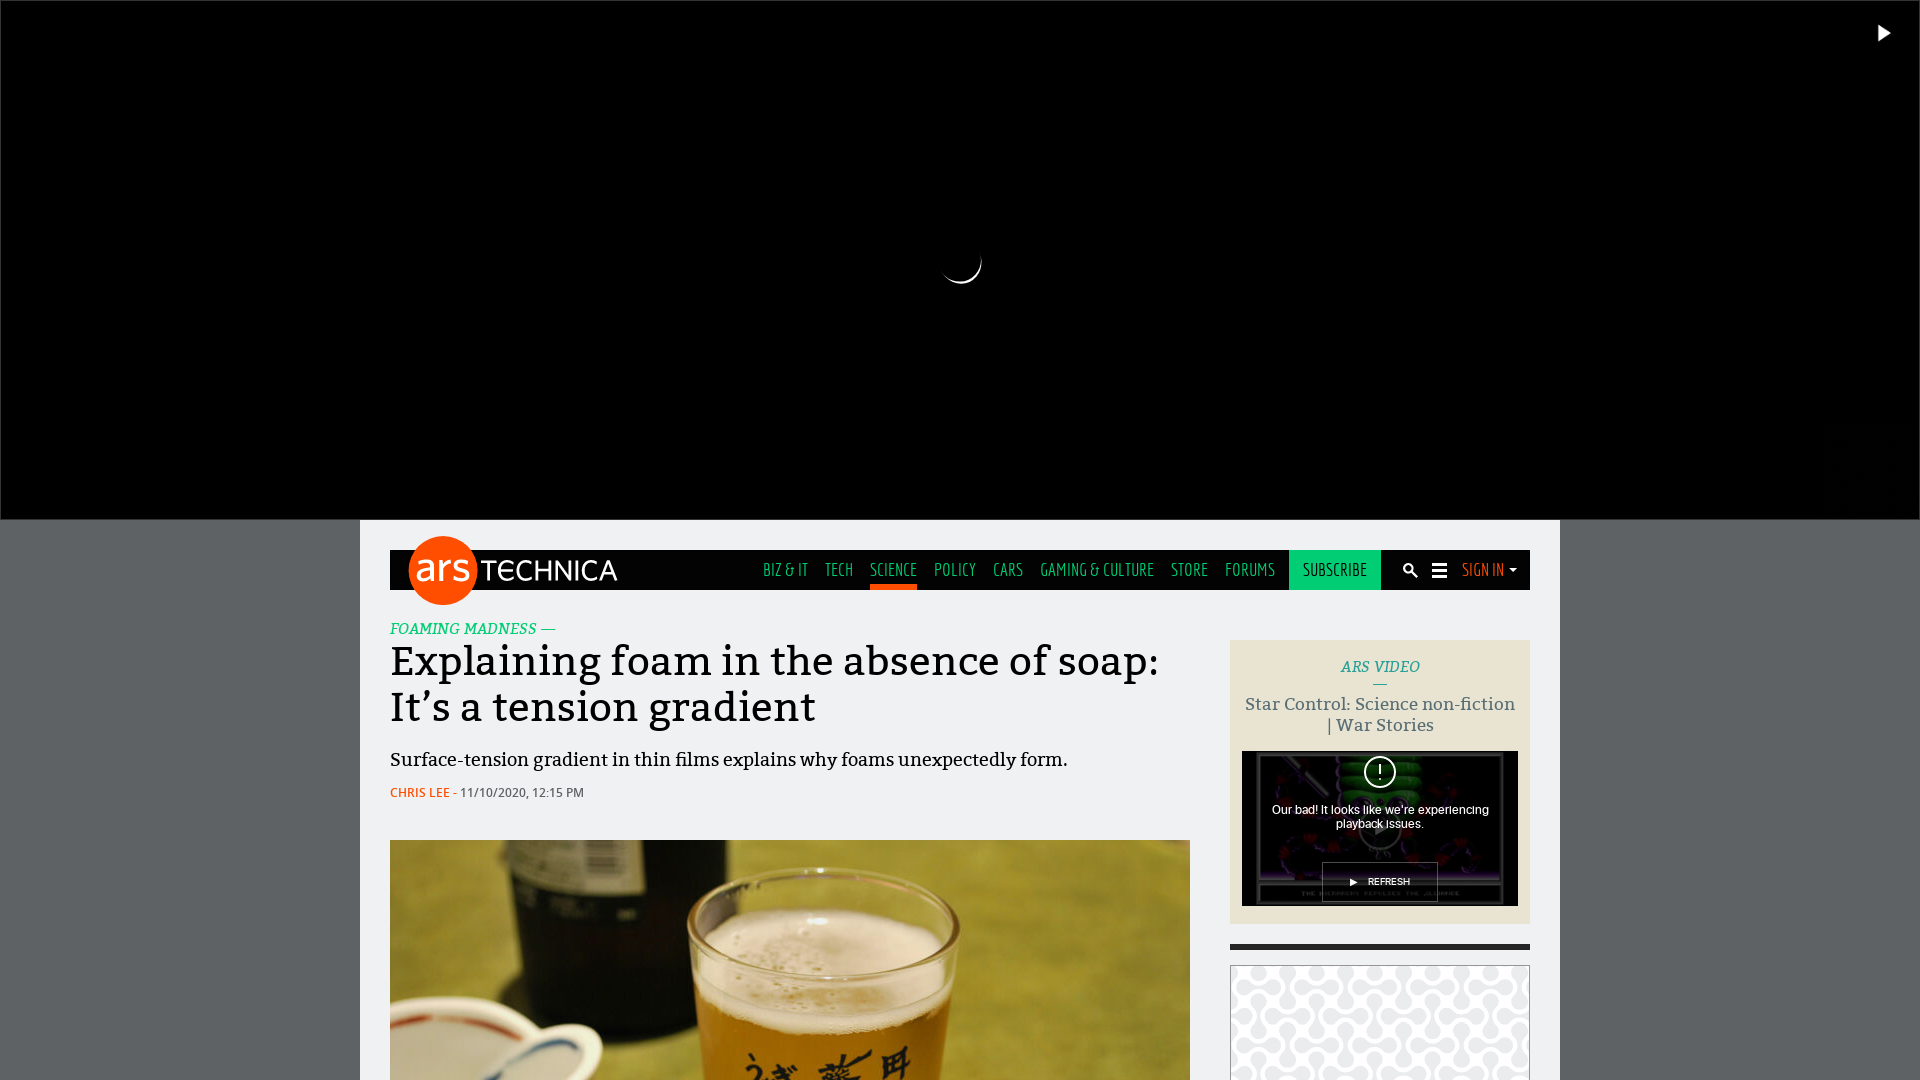 ars TECHNICA
BIZ & IT TECH SCIENCE POLICY CARS GAMING & CULTURE STORE FORUMS SUBSCRIBE SIGN IN
FOAMING MADNESS —
Explaining foam in the absence of soap:
It’s a tension gradient
Surface-tension gradient in thin films explains why foams unexpectedly form.
CHRIS LEE - 11/10/2020, 12:15 PM
ARS VIDEO
Star Control: Science non-fiction
| War Stories
Our bad! It looks like we're experiencing
playback issues.
REFRESH